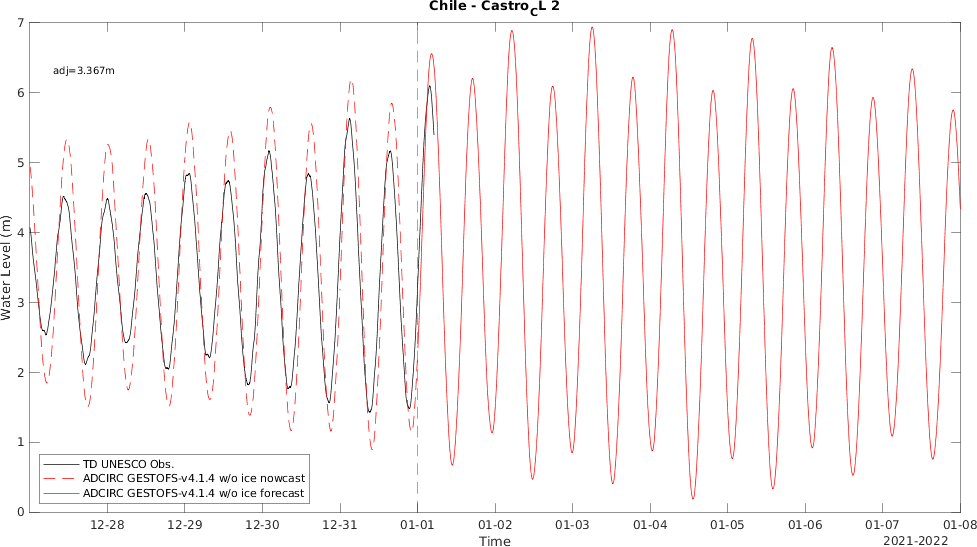 Chile - Castro_CL 2
adj=3.367m
Water Level (m)
7
6
5
4
3
2
1
0
TD UNESCO Obs.
ADCIRC GESTOFS-v4.1.4 w/o ice nowcast
ADCIRC GESTOFS-v4.1.4 w/o ice forecast
12-28 12-29 12-30 12-31 01-01 01-02 01-03 01-04 01-05 01-06 01-07 01-08
Time
2021-2022